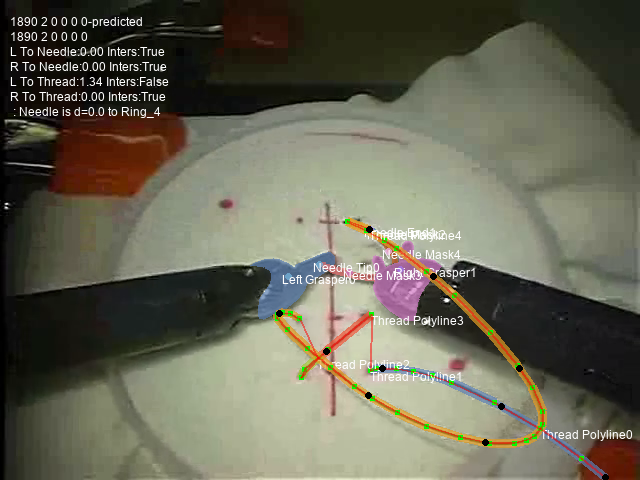 1890 2 0 0 0 0-predicted
1890 2 0 0 0 0
L To Needle:0.00 Inters:True
R To Needle:0.00 Inters:True
L To Thread:1.34 Inters:False
R To Thread:0.00 Inters:True
: Needle is d=0.0 to Ring_4
Thread Polyline4
Needle Mask4
Needle Tip0
Right Grasper1
Left Grasper0
Needle Mask3
Thread Polyline3
Thread Polyline2
Thread Polyline1
Thread Polyline0